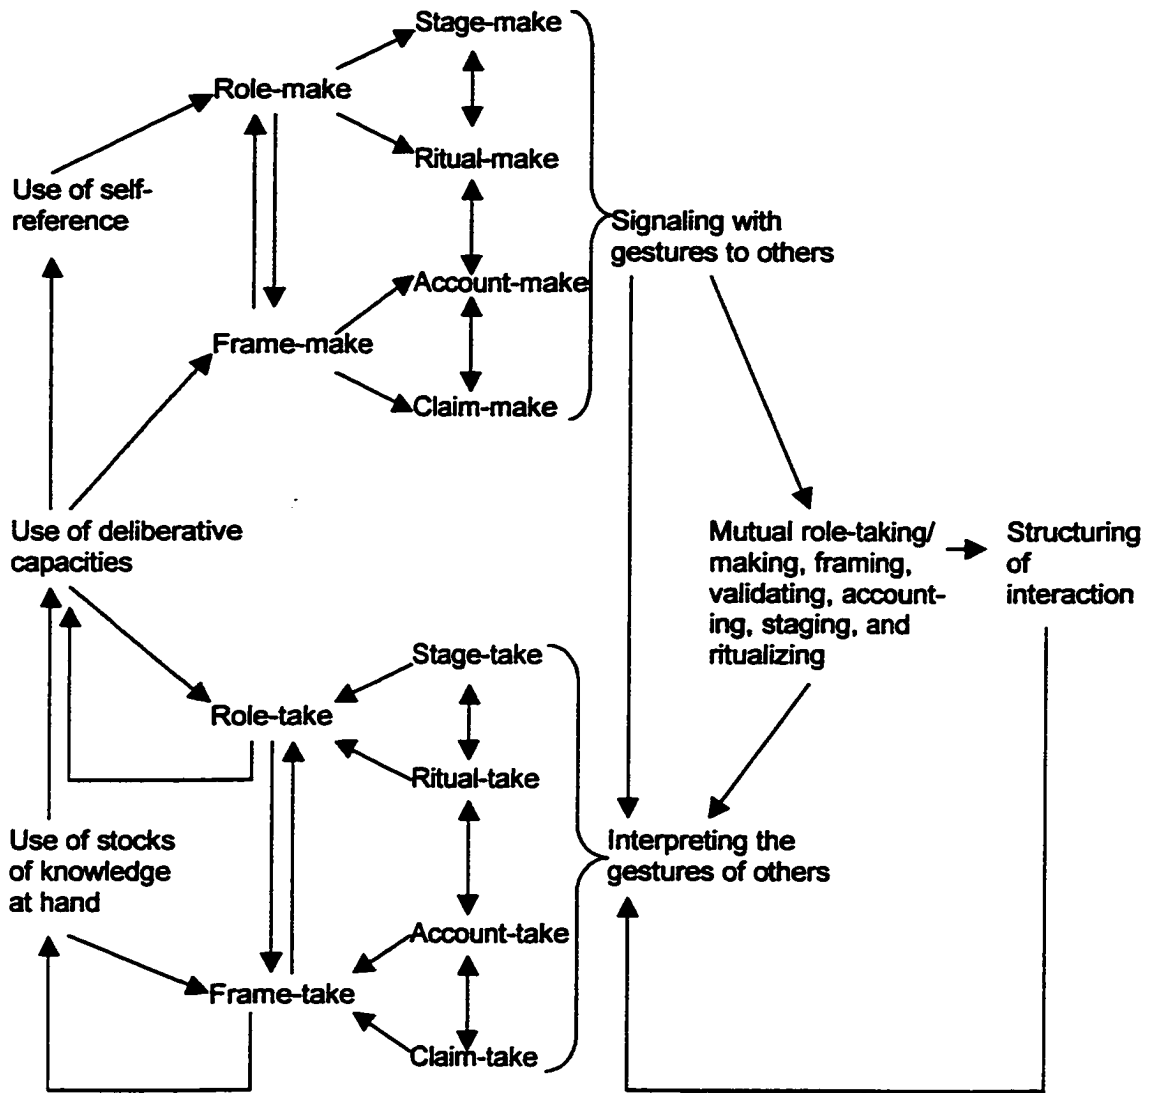 Stage-make
Role-make
Ritual-make
Use of self-
reference
Signaling with
gestures to others
Account-make
Frame-make
Claim-make
Use of deliberative
capacities
Mutual role-taking/
making, framing,
validating, account-
ing, staging, and
ritualizing
Structuring
of
interaction
Stage-take
Role-take
Ritual-take
Use of stocks
of knowledge
at hand
Interpreting the
gestures of others
Account-take
Frame-take
Claim-take